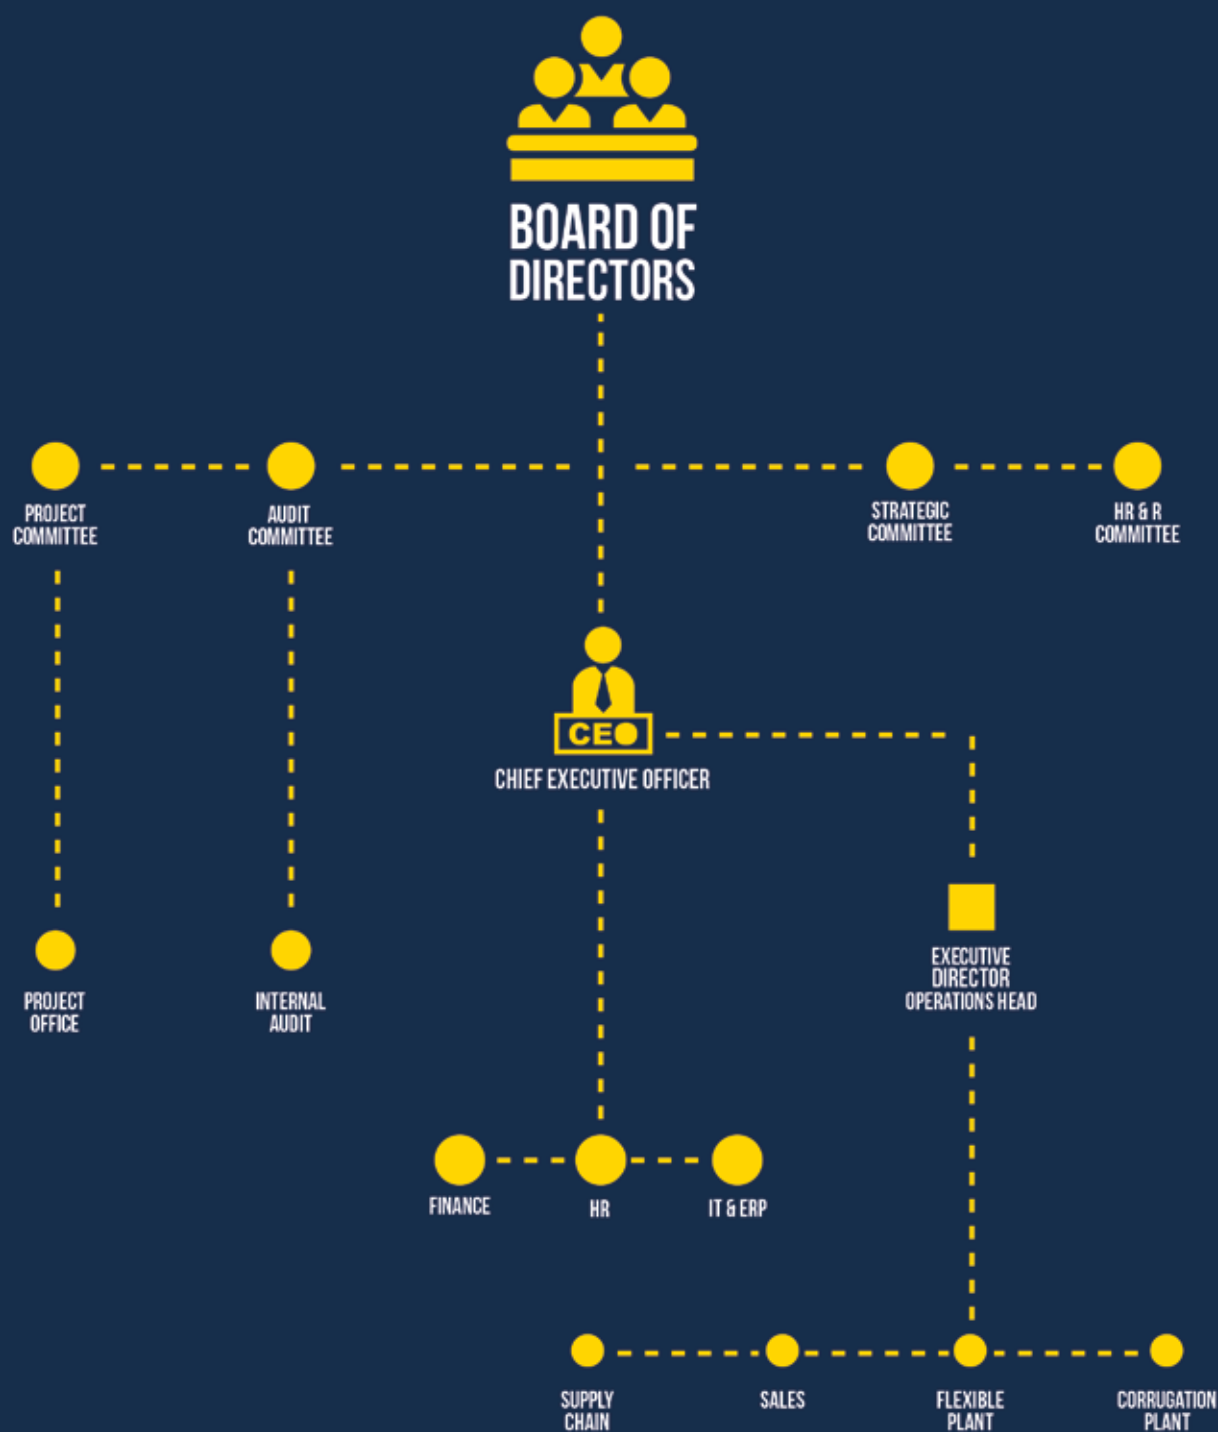 BOARD OF
DIRECTORS
PROJECT
COMMITTEE
AUDIT
COMMITTEE
STRATEGIC
COMMITTEE
HR & R
COMMITTEE
CEO
CHIEF EXECUTIVE OFFICER
EXECUTIVE
DIRECTOR
OPERATIONS HEAD
PROJECT
OFFICE
INTERNAL
AUDIT
FINANCE
HR
IT & ERP
SUPPLY
CHAIN
SALES
FLEXIBLE
PLANT
CORRUGATION
PLANT